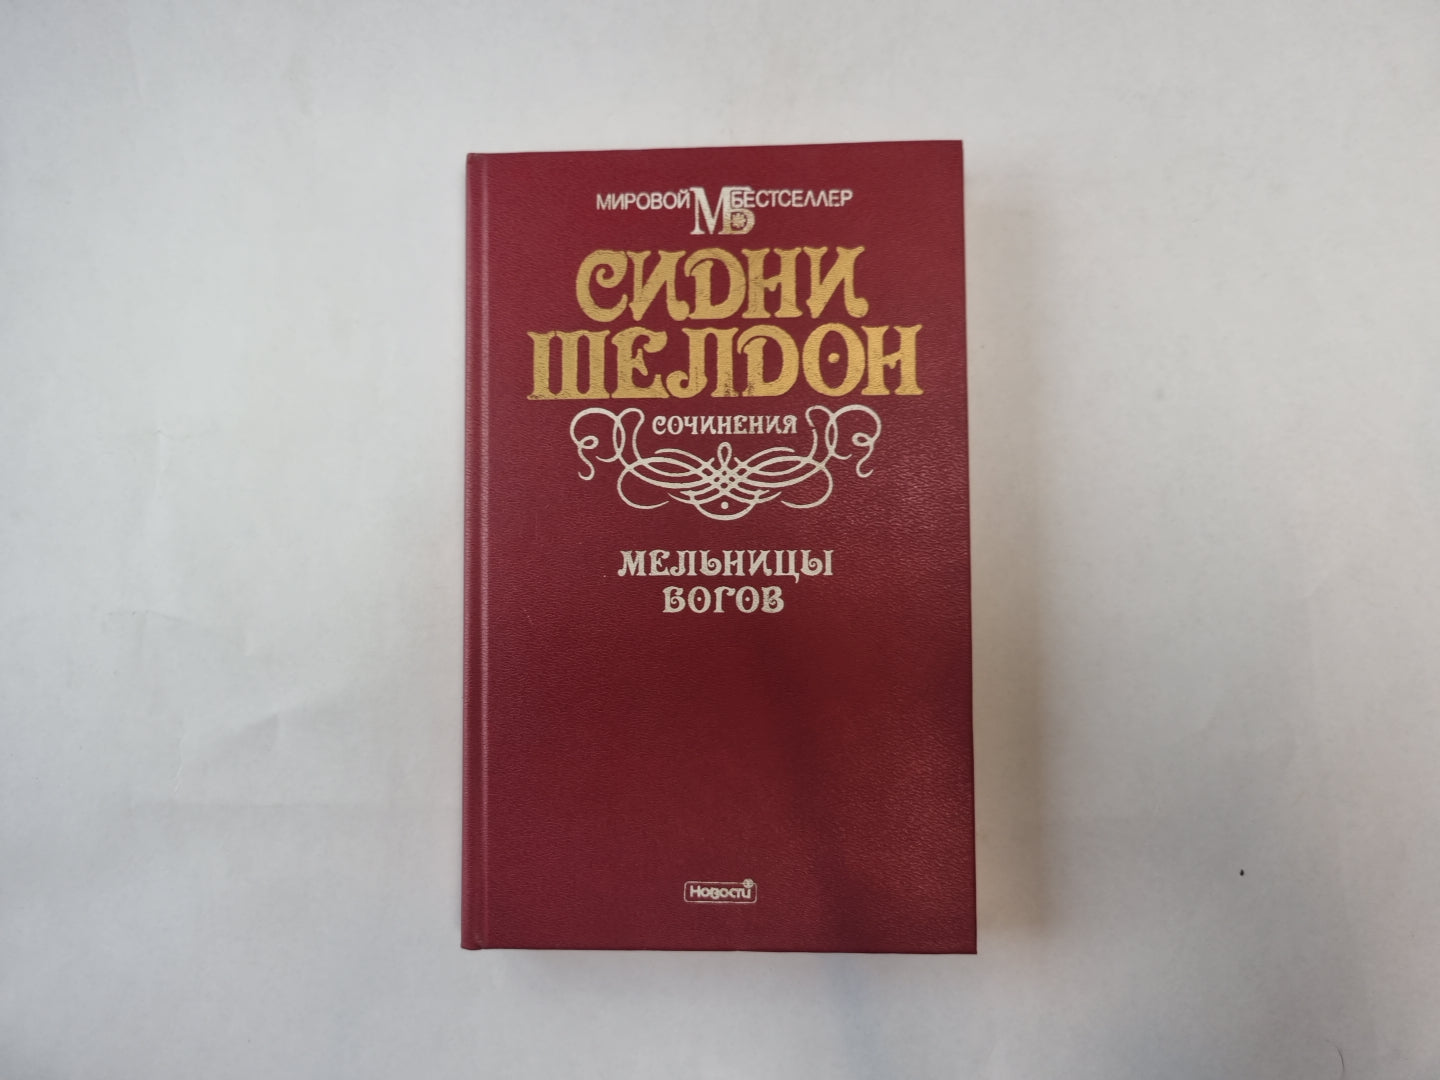 МИРОВОЙ МБ БЕСТСЕЛЛЕР
СИДНИ
ШЕЛДОН
СОЧИНЕНИЯ
МЕЛЬНИЦЫ
БОГОВ
Новости